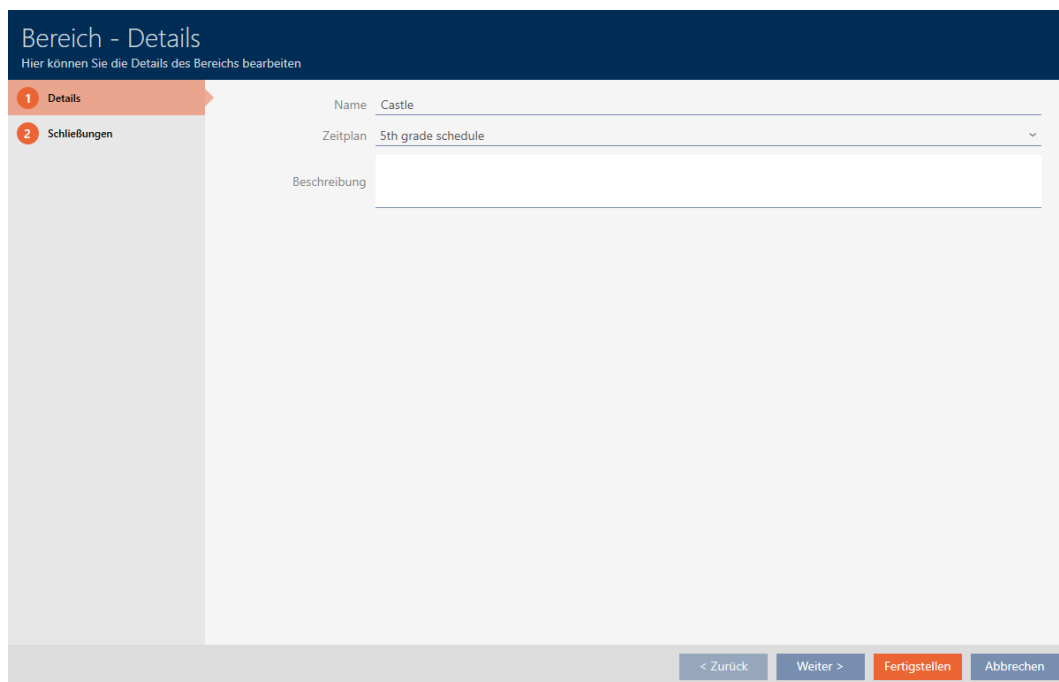 Bereich - Details
Hier können Sie die Details des Bereichs bearbeiten
1 Details
2 Schließungen
Name Castle
Zeitplan 5th grade schedule
Beschreibung
< Zurück Weiter > Fertigstellen Abbrechen